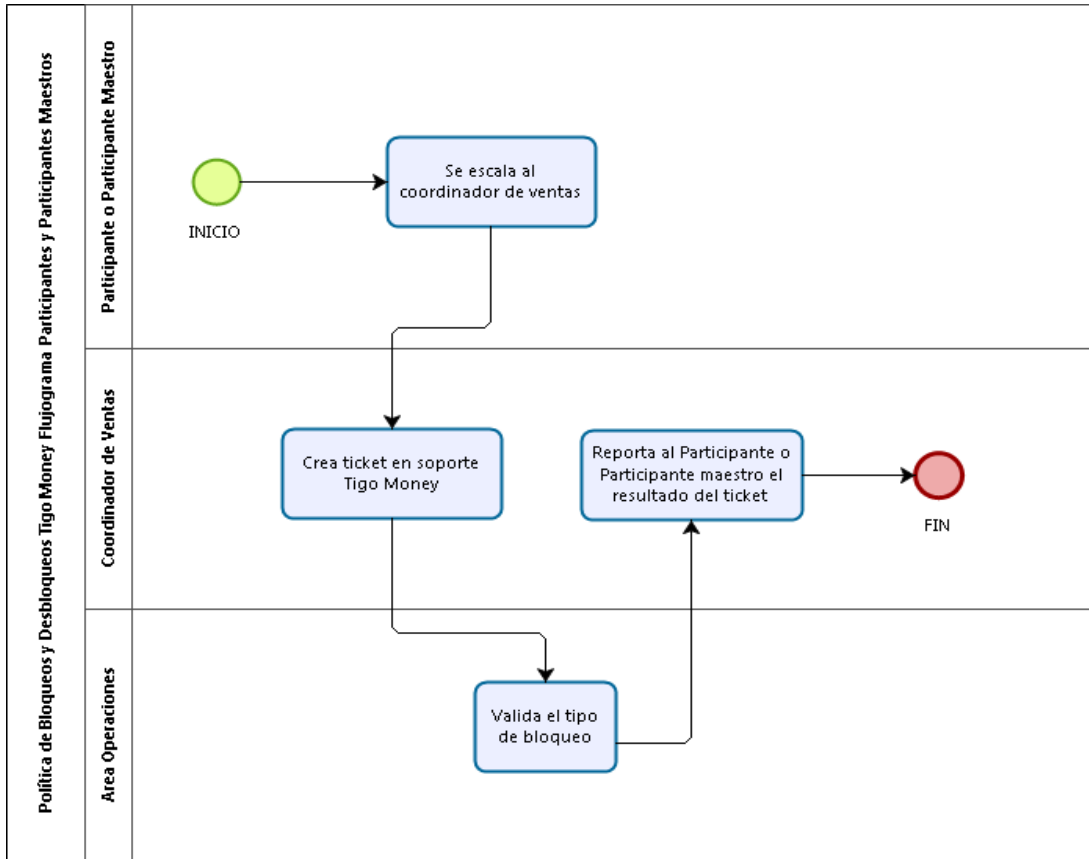 Política de Bloqueos y Desbloqueos Tigo Money Flujograma Participantes y Participantes Maestros
Participante o Participante Maestro
INICIO
Se escala al
coordinador de ventas
Coordinador de Ventas
Crea ticket en soporte
Tigo Money
Reporta al Participante o
Participante maestro el
resultado del ticket
FIN
Area Operaciones
Valida el tipo
de bloqueo